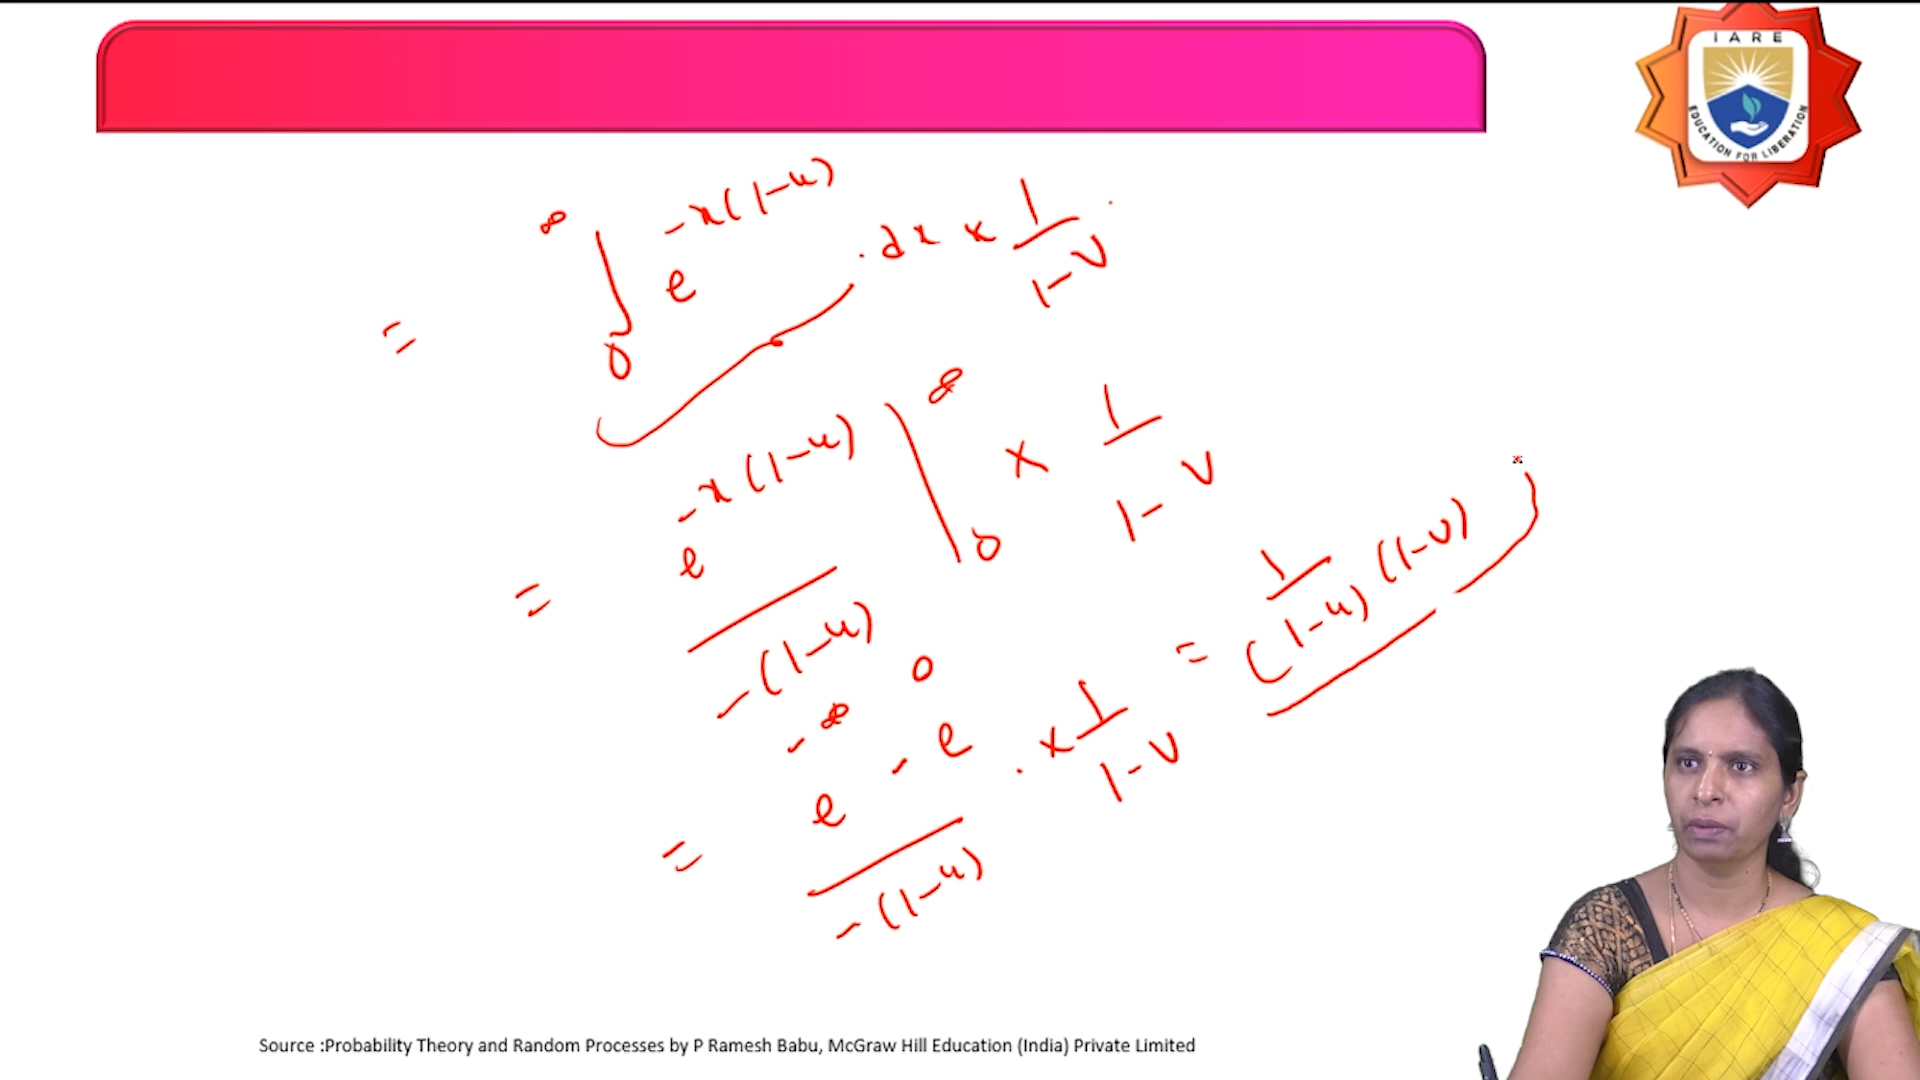 IARE
EDUCATION FOR LIBERATION
= ∫₀^∞ e^{-x(1-u)} . dx × 1/(1-v) .
= e^{-x(1-u)}/-(1-u) |₀^∞ × 1/(1-v)
= (e^{-∞} - e^0)/-(1-u) . × 1/(1-v) = 1/((1-u)(1-v))
Source :Probability Theory and Random Processes by P Ramesh Babu, McGraw Hill Education (India) Private Limited